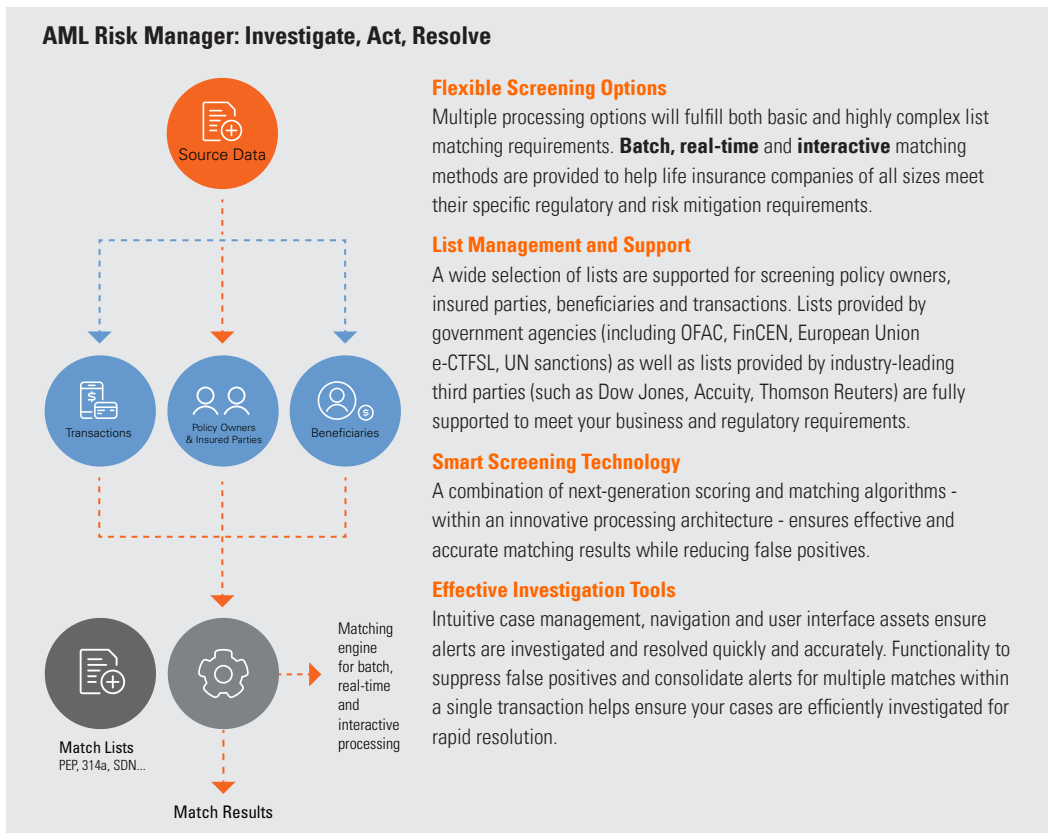 AML Risk Manager: Investigate, Act, Resolve
Source Data
Transactions
Policy Owners
& Insured Parties
Beneficiaries
Match Lists
PEP, 314a, SDN...
Matching
engine
for batch,
real-time
and
interactive
processing
Match Results
Flexible Screening Options
Multiple processing options will fulfill both basic and highly complex list
matching requirements. Batch, real-time and interactive matching
methods are provided to help life insurance companies of all sizes meet
their specific regulatory and risk mitigation requirements.
List Management and Support
A wide selection of lists are supported for screening policy owners,
insured parties, beneficiaries and transactions. Lists provided by
government agencies (including OFAC, FinCEN, European Union
e-CTFSL, UN sanctions) as well as lists provided by industry-leading
third parties (such as Dow Jones, Accuity, Thomson Reuters) are fully
supported to meet your business and regulatory requirements.
Smart Screening Technology
A combination of next-generation scoring and matching algorithms -
within an innovative processing architecture - ensures effective and
accurate matching results while reducing false positives.
Effective Investigation Tools
Intuitive case management, navigation and user interface assets ensure
alerts are investigated and resolved quickly and accurately. Functionality to
suppress false positives and consolidate alerts for multiple matches within
a single transaction helps ensure your cases are efficiently investigated for
rapid resolution.